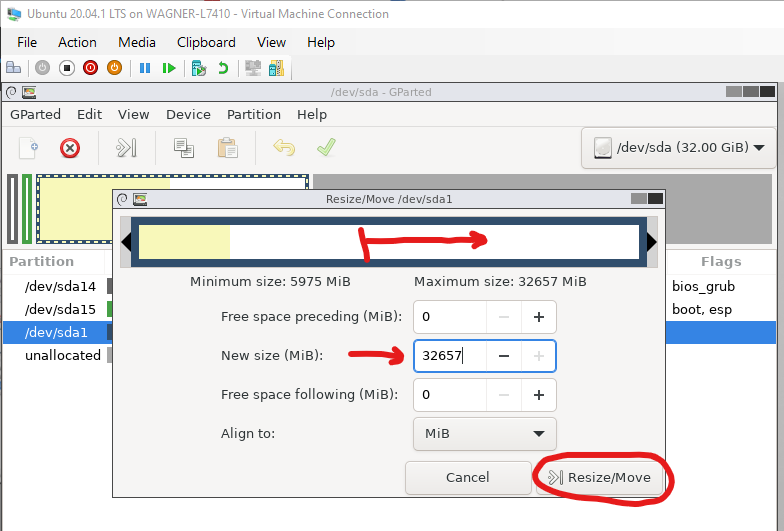 Ubuntu 20.04.1 LTS on WAGNER-L7410 - Virtual Machine Connection
File Action Media Clipboard View Help
/dev/sda - GParted
GParted Edit View Device Partition Help
/dev/sda (32.00 GiB)
Resize/Move /dev/sda1
Minimum size: 5975 MiB Maximum size: 32657 MiB
Partition Flags
/dev/sda14 bios_grub
/dev/sda15 boot, esp
/dev/sda1
unallocated
Free space preceding (MiB): 0
New size (MiB): 32657
Free space following (MiB): 0
Align to: MiB
Cancel Resize/Move